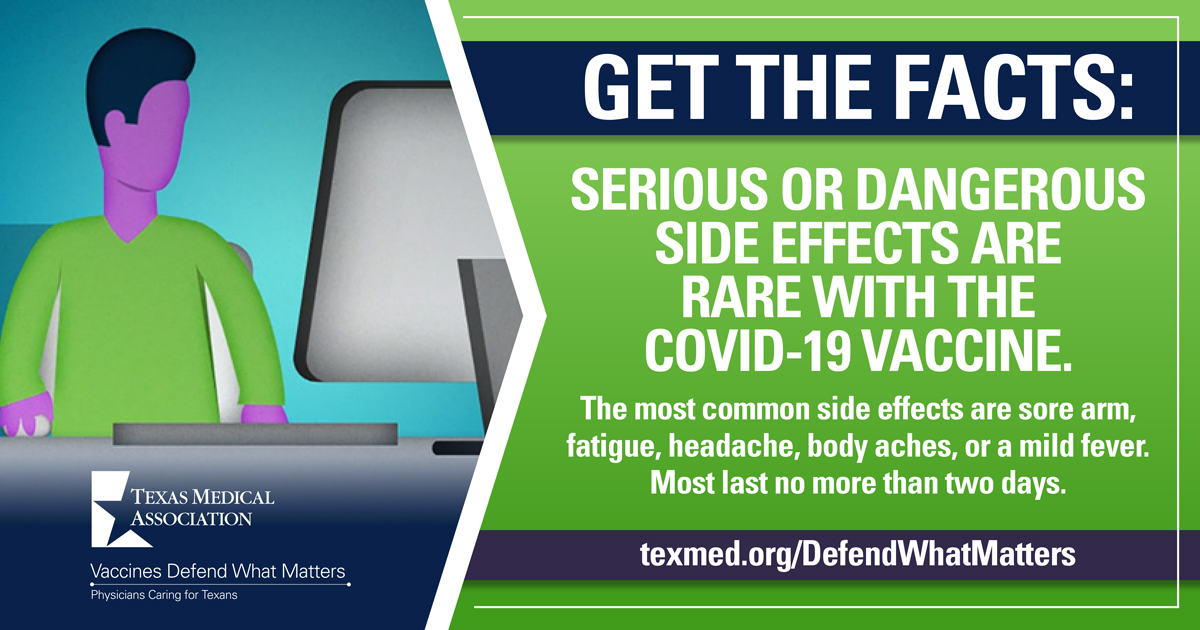 GET THE FACTS:
SERIOUS OR DANGEROUS
SIDE EFFECTS ARE
RARE WITH THE
COVID-19 VACCINE.
The most common side effects are sore arm,
fatigue, headache, body aches, or a mild fever.
Most last no more than two days.
texmed.org/DefendWhatMatters
TEXAS MEDICAL
ASSOCIATION
Vaccines Defend What Matters
Physicians Caring for Texans